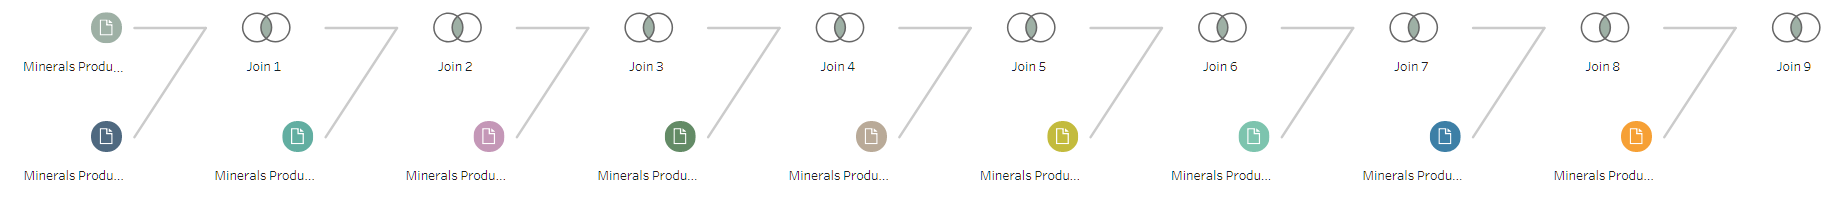 Minerals Produ...
Join 1
Join 2
Join 3
Join 4
Join 5
Join 6
Join 7
Join 8
Join 9
Minerals Produ...
Minerals Produ...
Minerals Produ...
Minerals Produ...
Minerals Produ...
Minerals Produ...
Minerals Produ...
Minerals Produ...
Minerals Produ...